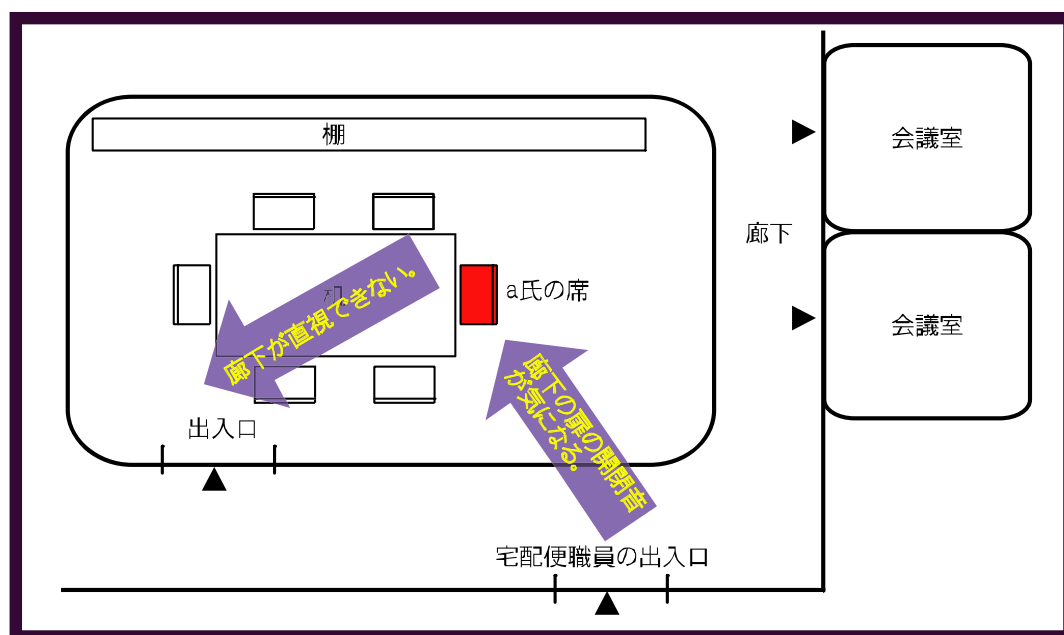 棚
会議室
廊下
机
a氏の席
会議室
廊下が直視できない。
廊下の扉の開閉音
が気になる。
出入口
宅配便職員の出入口